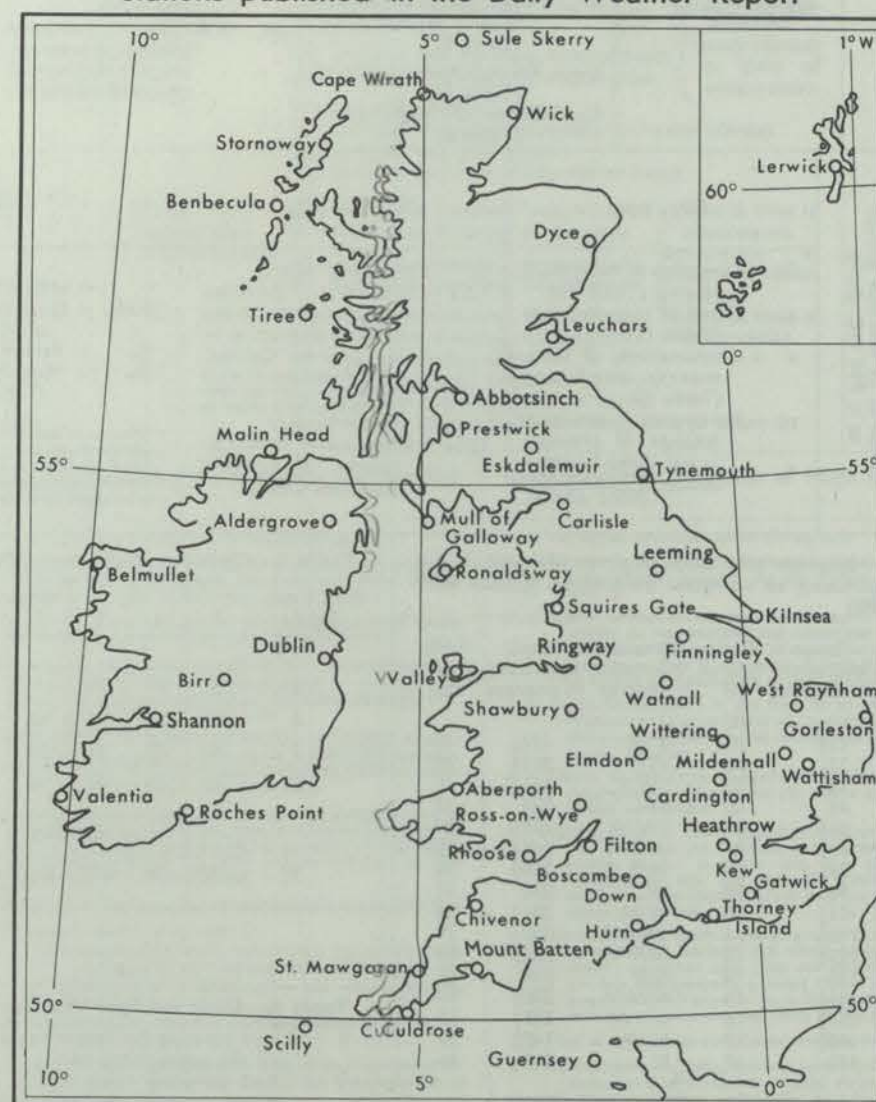 Stations published in the Daily Weather Report
10°
5°
Sule Skerry
1° W
Cape Wrath
Wick
Stornoway
Lerwick
60°
Benbecula
Dyce
Tiree
Leuchars
0°
Abbotsinch
Prestwick
Malin Head
Eskdalemuir
55°
Tynemouth
55°
Aldergrove
Mull of
Galloway
Carlisle
Leeming
Belmullet
Ronaldsway
Squires Gate
Kilnsea
Dublin
Ringway
Finningley
Birr
Valley
Watnall
West Raynham
Shannon
Shawbury
Wittering
Gorleston
Elmdon
Mildenhall
Wattisham
Valentia
Aberporth
Cardington
Roches Point
Ross-on-Wye
Heathrow
Rhoose
Filton
Kew
Boscombe
Down
Gatwick
Chivenor
Thorney
Island
Hurn
Mount Batten
St. Mawgan
50°
50°
Scilly
Culdrose
Guernsey
10°
5°
0°